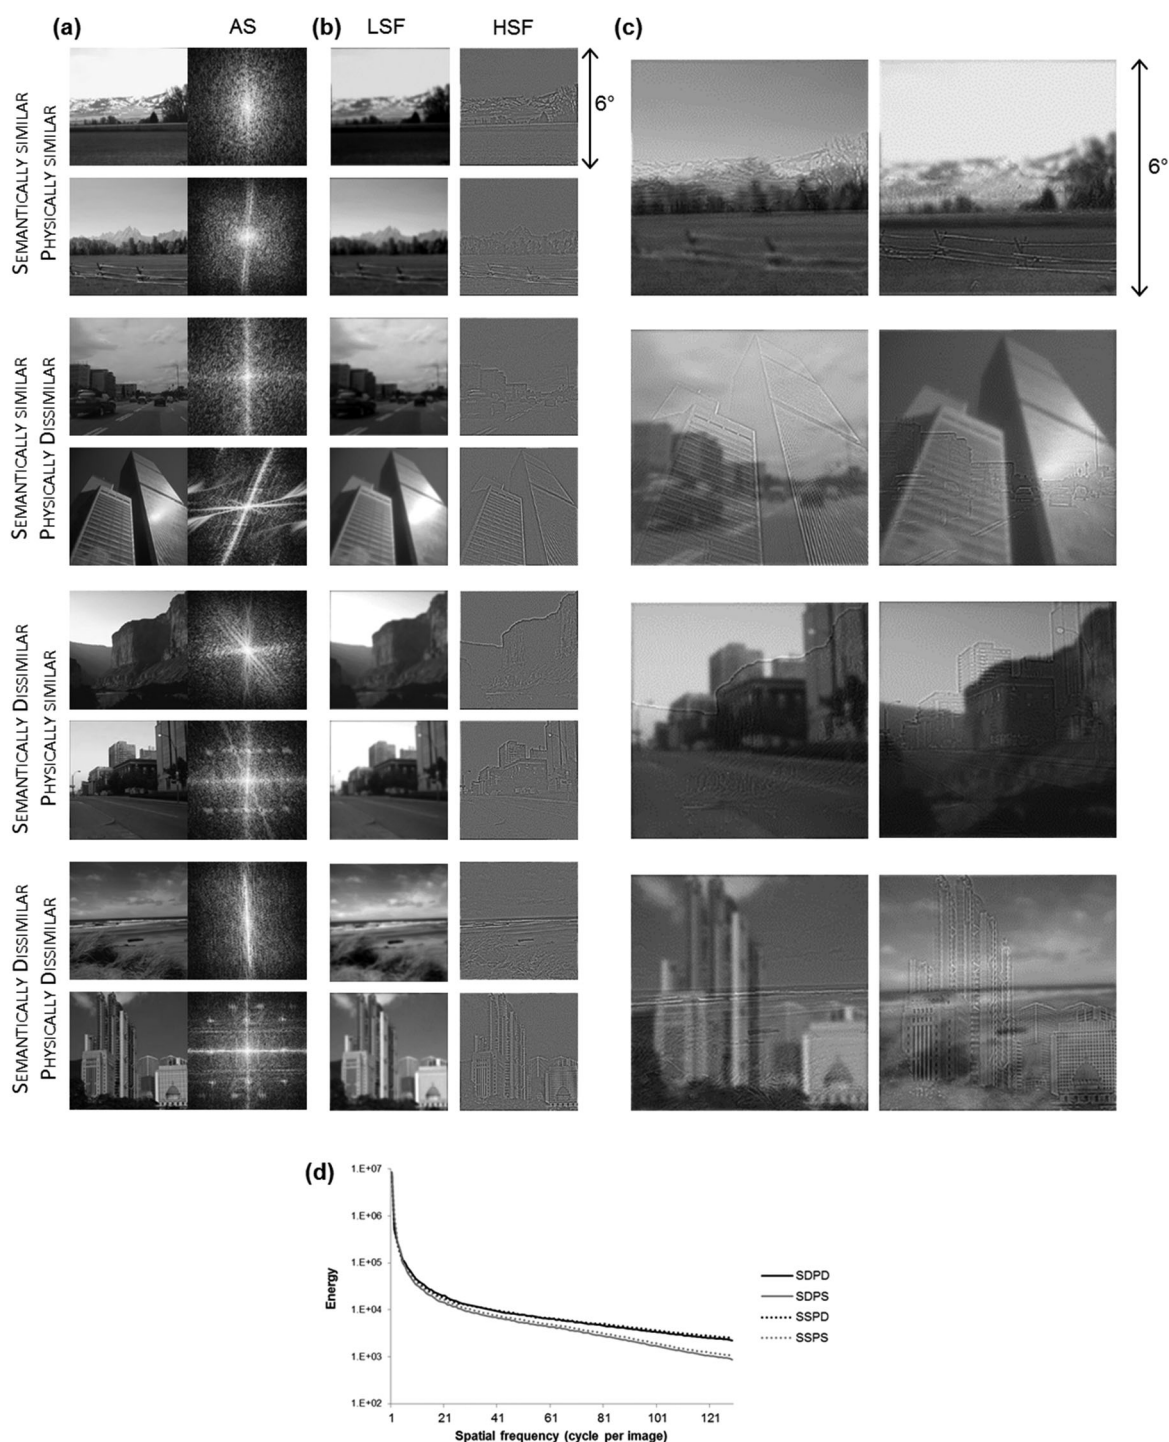 (a) AS (b) LSF HSF (c)
SEMANTICALLY SIMILAR
PHYSICALLY SIMILAR
6°
6°
SEMANTICALLY SIMILAR
PHYSICALLY DISSIMILAR
SEMANTICALLY DISSIMILAR
PHYSICALLY SIMILAR
SEMANTICALLY DISSIMILAR
PHYSICALLY DISSIMILAR
(d)
1.E+07
1.E+06
1.E+05
1.E+04
1.E+03
1.E+02
Energy
1 21 41 61 81 101 121
Spatial frequency (cycle per image)
SDPD
SDPS
SSPD
SSPS